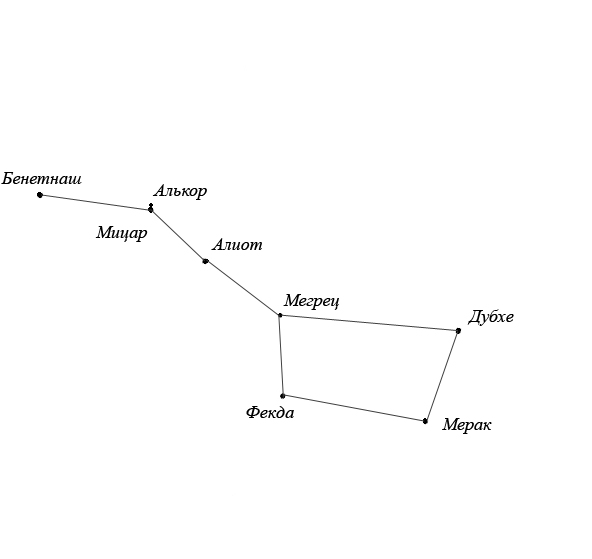 Бенетнаш
Алькор
Мицар
Алиот
Мегрец
Дубхе
Фекда
Мерак